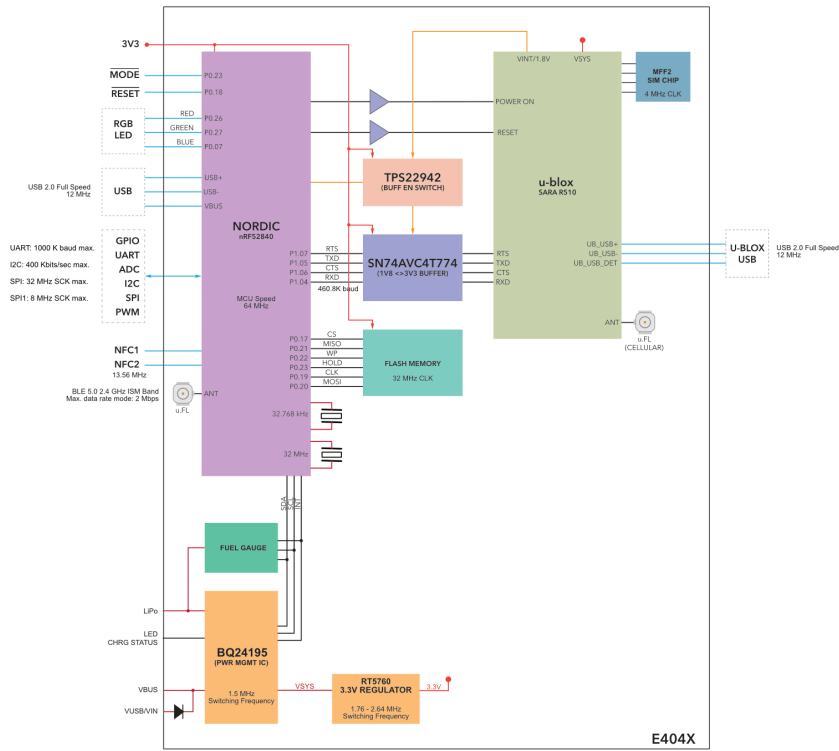 3V3
MODE
RESET
RGB
LED
RED
GREEN
BLUE
USB 2.0 Full Speed
12 MHz
USB
UART: 1000 K baud max.
I2C: 400 Kbits/sec max.
SPI: 32 MHz SCK max.
SPI1: 8 MHz SCK max.
GPIO
UART
ADC
I2C
SPI
PWM
NFC1
NFC2
13.56 MHz
BLE 5.0 2.4 GHz ISM Band
Max. data rate mode: 2 Mbps
u.FL
P0.23
P0.18
P0.26
P0.27
P0.07
USB+
USB-
VBUS
NORDIC
nRF52840
MCU Speed
64 MHz
ANT
P1.07
P1.05
P1.06
P1.04
P0.17
P0.21
P0.22
P0.23
P0.19
P0.20
32.768 kHz
32 MHz
RTS
TXD
CTS
RXD
460.8K baud
CS
MISO
WP
HOLD
CLK
MOSI
TPS22942
(BUFF EN SWITCH)
SN74AVC4T774
(1V8 <>3V3 BUFFER)
FLASH MEMORY
32 MHz CLK
VINT/1.8V
VSYS
POWER ON
RESET
u-blox
SARA R510
RTS
TXD
CTS
RXD
RTS
TXD
CTS
RXD
UB_USB+
UB_USB-
UB_USB_DET
ANT
MFF2
SIM CHIP
4 MHz CLK
U-BLOX
USB
USB 2.0 Full Speed
12 MHz
u.FL
(CELLULAR)
SDA
SCL
INT
FUEL GAUGE
LiPo
LED
CHRG STATUS
VBUS
VUSB/VIN
BQ24195
(PWR MGMT IC)
1.5 MHz
Switching Frequency
VSYS
RT5760
3.3V REGULATOR
1.76 - 2.64 MHz
Switching Frequency
3.3V
E404X